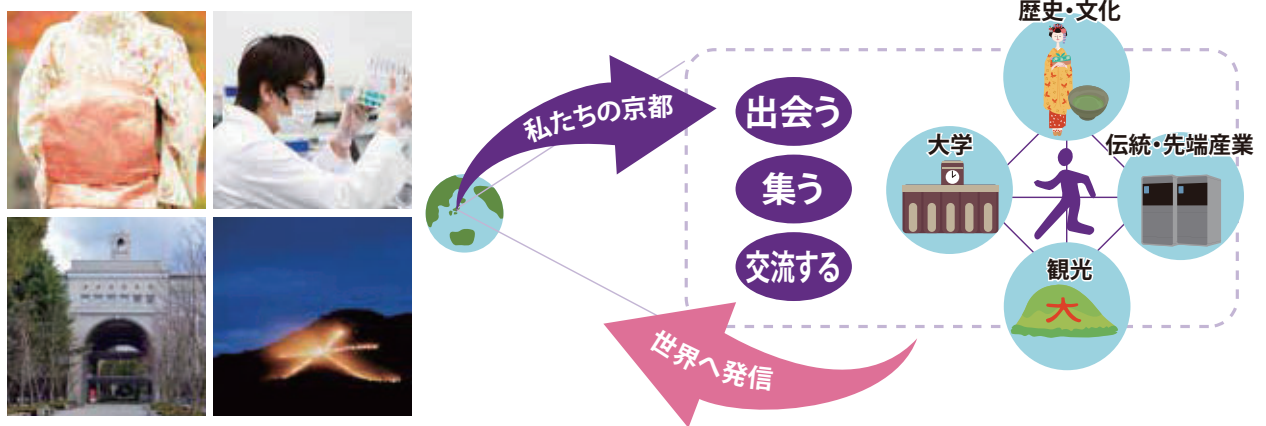 歴史・文化
私たちの京都
出会う
大学
伝統・先端産業
集う
交流する
観光
大
世界へ発信